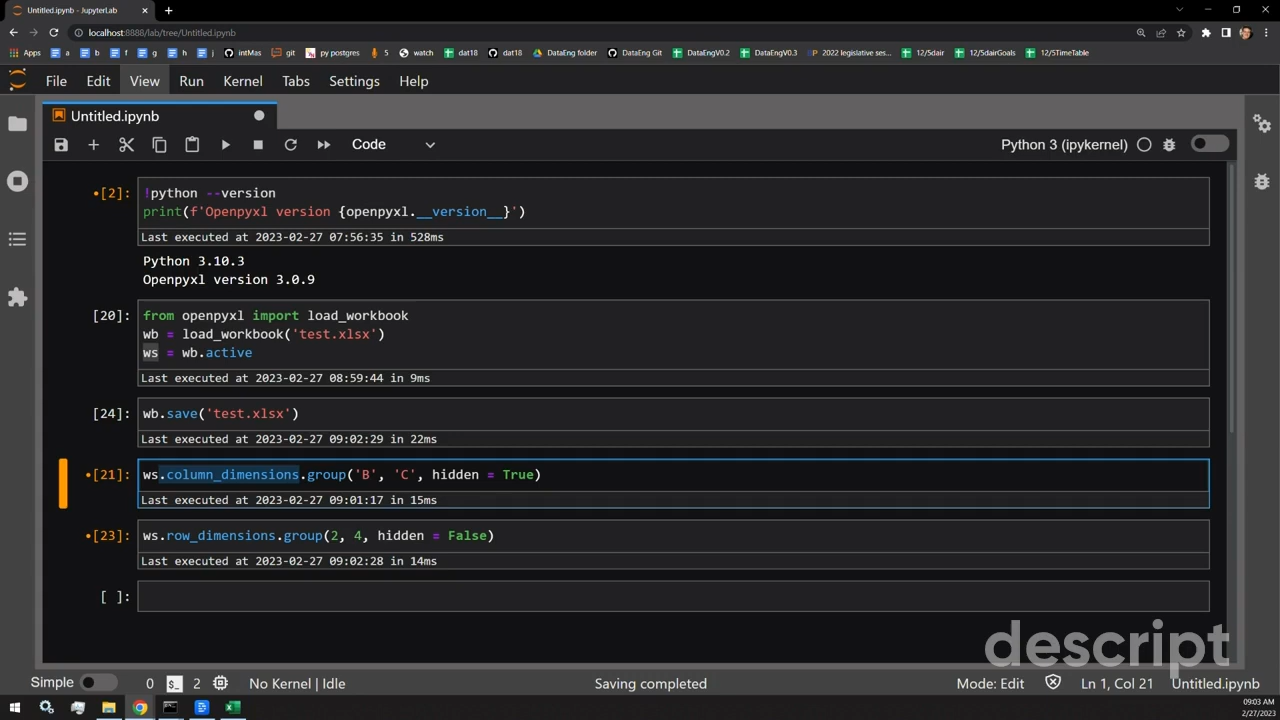 Untitled.ipynb - JupyterLab
localhost:8888/lab/tree/Untitled.ipynb
Apps a b f g h j intMas git py postgres 5 watch dat18 dat18 DataEng folder DataEng Git DataEngV0.2 DataEngV0.3 2022 legislative ses... 12/5dair 12/5dairGoals 12/5TimeTable
File Edit View Run Kernel Tabs Settings Help
Untitled.ipynb
Code Python 3 (ipykernel)
[2]: !python --version
print(f'Openpyxl version {openpyxl.__version__}')
Last executed at 2023-02-27 07:56:35 in 528ms
Python 3.10.3
Openpyxl version 3.0.9
[20]: from openpyxl import load_workbook
wb = load_workbook('test.xlsx')
ws = wb.active
Last executed at 2023-02-27 08:59:44 in 9ms
[24]: wb.save('test.xlsx')
Last executed at 2023-02-27 09:02:29 in 22ms
[21]: ws.column_dimensions.group('B', 'C', hidden = True)
Last executed at 2023-02-27 09:01:17 in 15ms
[23]: ws.row_dimensions.group(2, 4, hidden = False)
Last executed at 2023-02-27 09:02:28 in 14ms
[ ]:
descript
Simple 0 $_ 2 No Kernel | Idle Saving completed Mode: Edit Ln 1, Col 21 Untitled.ipynb
09:03 AM
2/27/2023